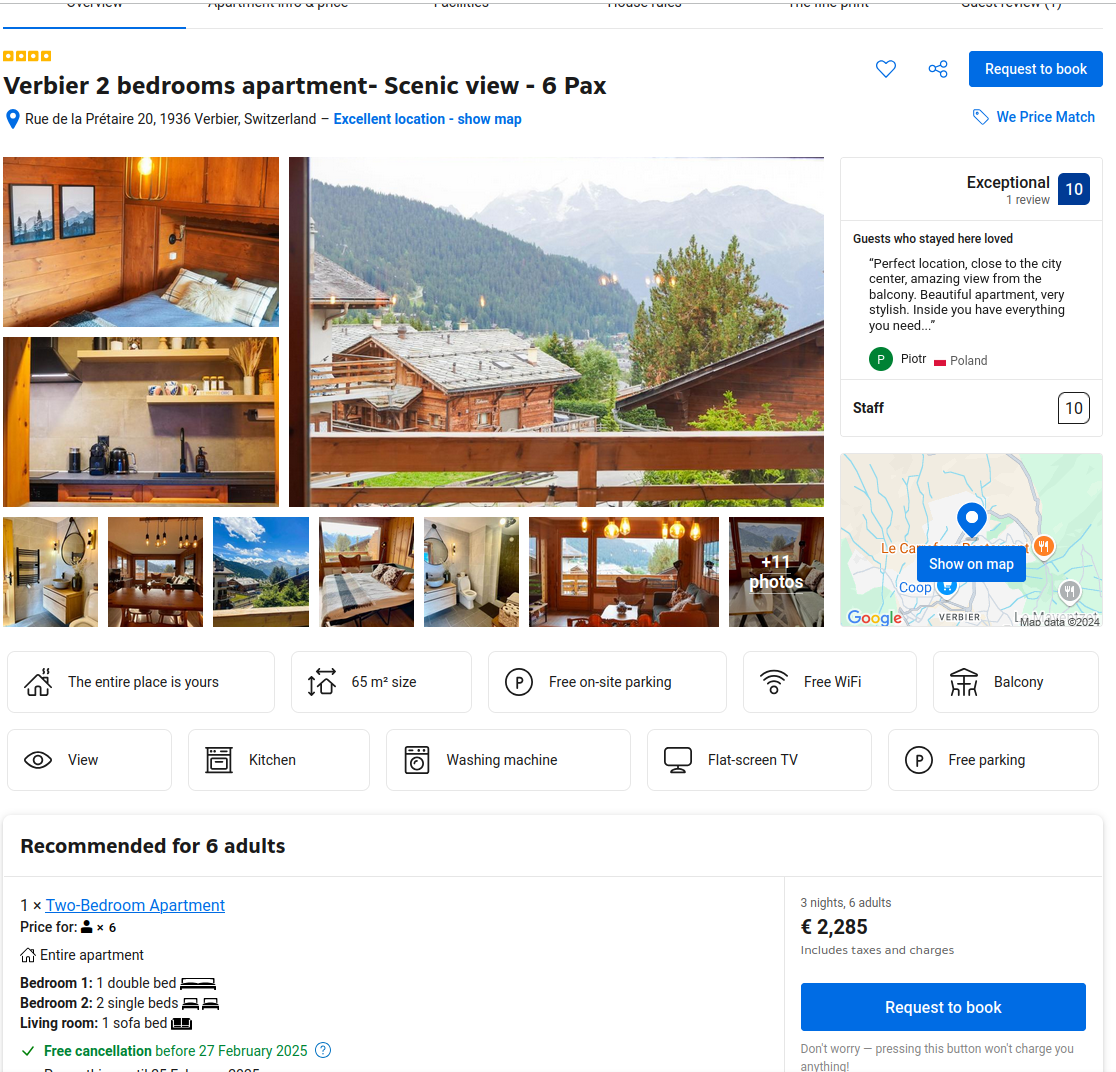 Overview Apartment info & price Facilities House rules The fine print Guest review (1)
Verbier 2 bedrooms apartment- Scenic view - 6 Pax
Request to book
Rue de la Prétaire 20, 1936 Verbier, Switzerland – Excellent location - show map
We Price Match
Exceptional
1 review
10
Guests who stayed here loved
“Perfect location, close to the city
center, amazing view from the
balcony. Beautiful apartment, very
stylish. Inside you have everything
you need...”
P Piotr Poland
Staff 10
Show on map
Coop
VERBIER
Google
Map data ©2024
+11
photos
The entire place is yours
65 m² size
P Free on-site parking
Free WiFi
Balcony
View
Kitchen
Washing machine
Flat-screen TV
P Free parking
Recommended for 6 adults
1 × Two-Bedroom Apartment
Price for: × 6
Entire apartment
Bedroom 1: 1 double bed
Bedroom 2: 2 single beds
Living room: 1 sofa bed
Free cancellation before 27 February 2025 ?
3 nights, 6 adults
€ 2,285
Includes taxes and charges
Request to book
Don't worry — pressing this button won't charge you
anything!